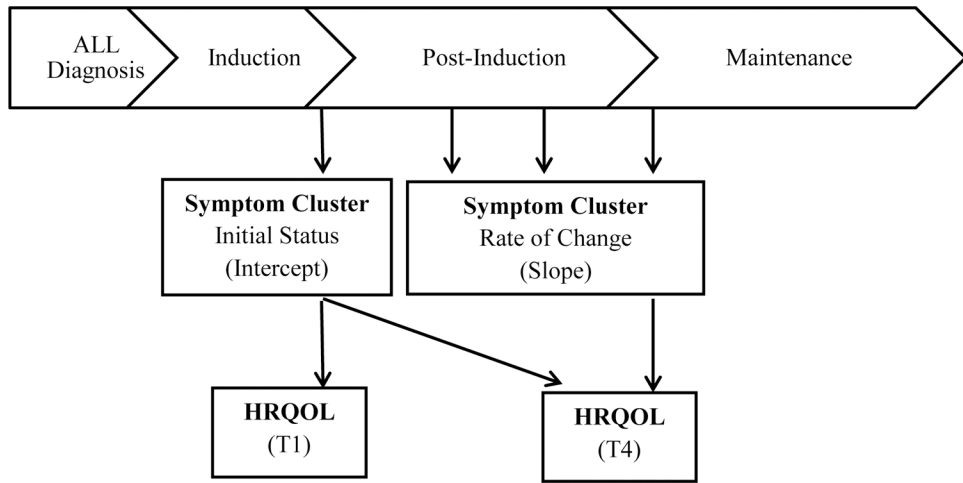 ALL
Diagnosis
Induction
Post-Induction
Maintenance
Symptom Cluster
Initial Status
(Intercept)
Symptom Cluster
Rate of Change
(Slope)
HRQOL
(T1)
HRQOL
(T4)